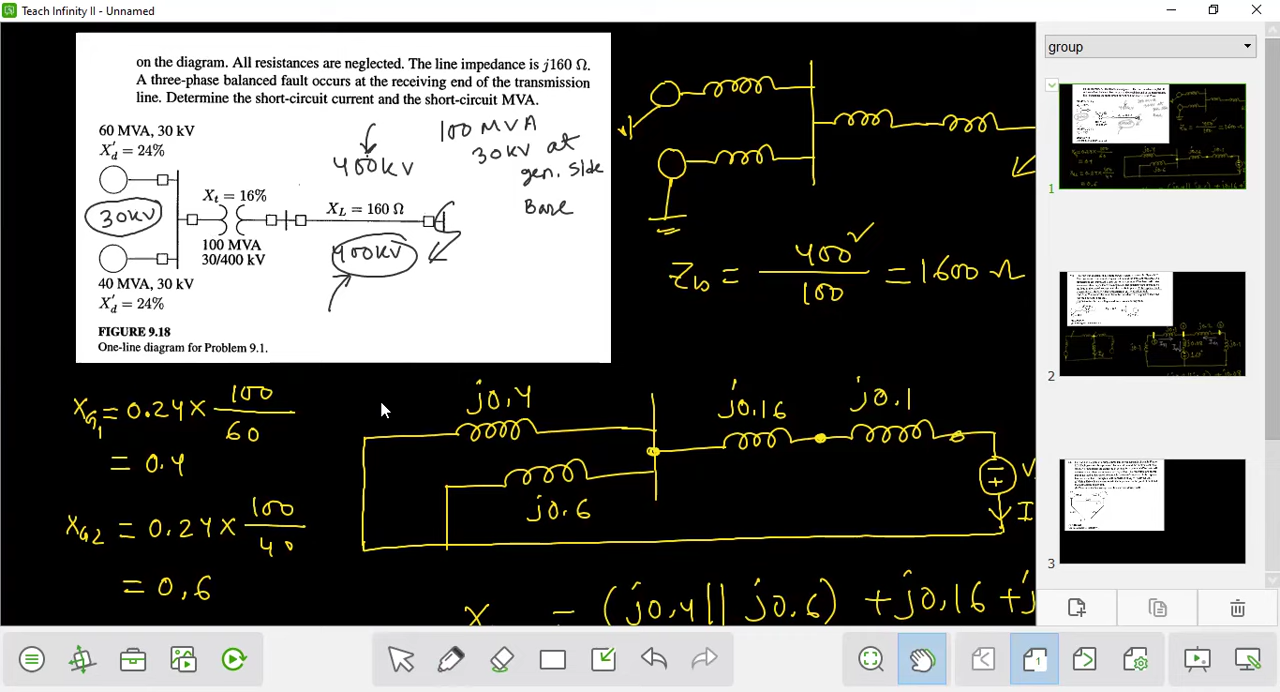 Teach Infinity II - Unnamed
on the diagram. All resistances are neglected. The line impedance is j160 Ω.
A three-phase balanced fault occurs at the receiving end of the transmission
line. Determine the short-circuit current and the short-circuit MVA.
60 MVA, 30 kV
X'd = 24%
30kV
Xt = 16%
100 MVA
30/400 kV
XL = 160 Ω
400kV
400kV
100 MVA
30KV at
gen. side
Base
40 MVA, 30 kV
X'd = 24%
FIGURE 9.18
One-line diagram for Problem 9.1.
Zb = 400² / 100 = 1600 Ω
XG1 = 0.24 × 100 / 60
= 0.4
XG2 = 0.24 × 100 / 40
= 0.6
j0.4
j0.6
j0.16
j0.1
V
I
X = (j0.4 || j0.6) + j0.16 + j
group
1
2
3
1